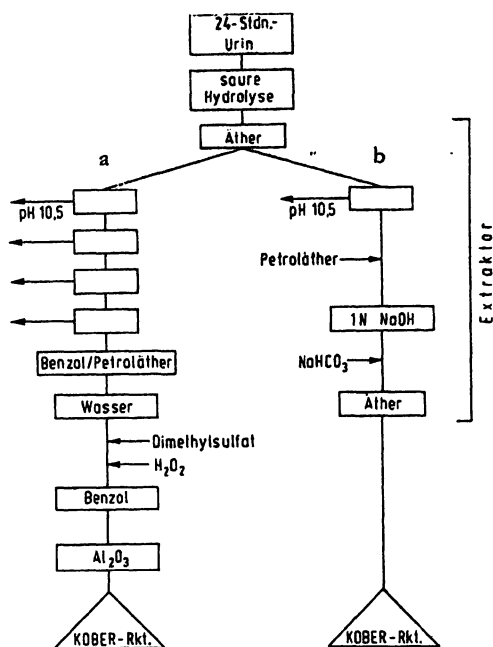 24-Stdn.-
Urin
saure
Hydrolyse
Äther
a
b
pH 10,5
Benzol/Petroläther
Wasser
Dimethylsulfat
H₂O₂
Benzol
Al₂O₃
KOBER-Rkt.
pH 10,5
Petroläther
1N NaOH
NaHCO₃
Äther
KOBER-Rkt.
Extraktor